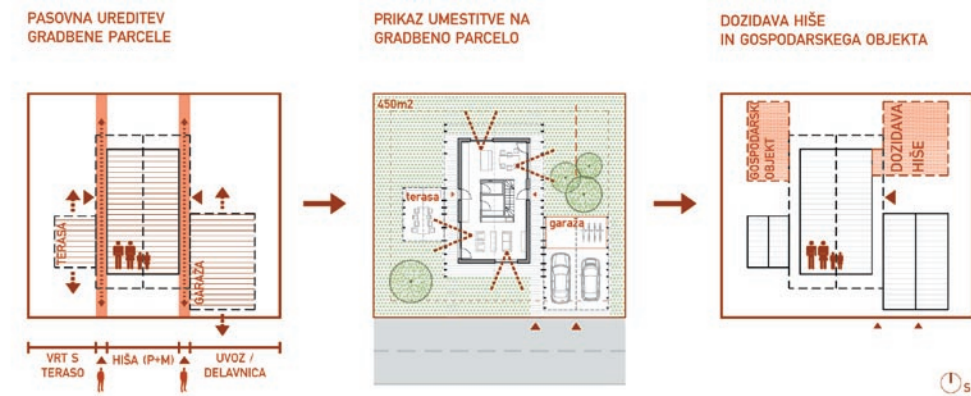 PASOVNA UREDITEV
GRADBENE PARCELE
TERASA
GARAŽA
VRT S
TERASO
HIŠA (P+M)
UVOZ /
DELAVNICA
PRIKAZ UMESTITVE NA
GRADBENO PARCELO
450m2
terasa
garaža
DOZIDAVA HIŠE
IN GOSPODARSKEGA OBJEKTA
GOSPODARSKI
OBJEKT
DOZIDAVA
HIŠE
S